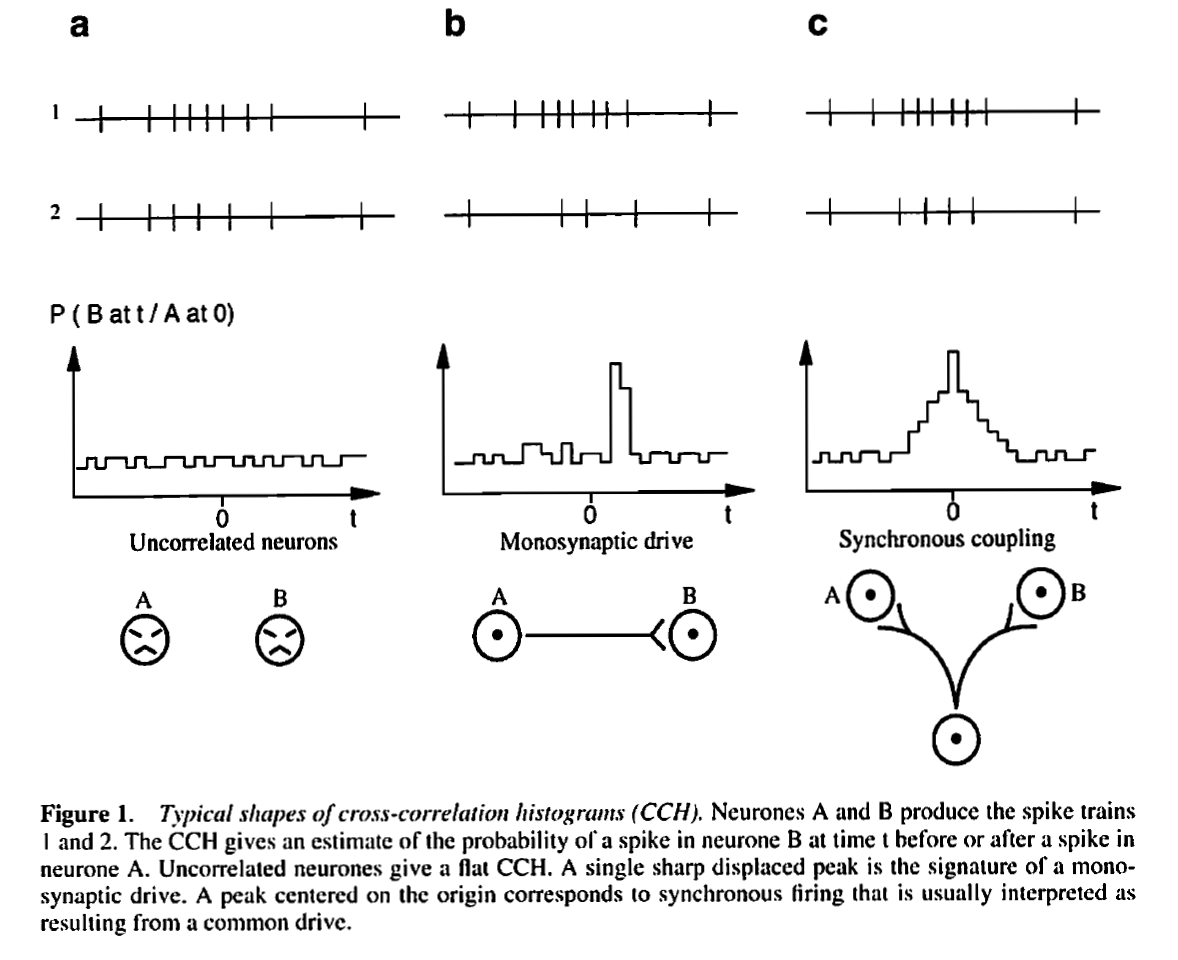 a b c
1
2
P ( B at t / A at 0)
0 t 0 t 0 t
Uncorrelated neurons Monosynaptic drive Synchronous coupling
A B A B A B
Figure 1. Typical shapes of cross-correlation histograms (CCH). Neurones A and B produce the spike trains
1 and 2. The CCH gives an estimate of the probability of a spike in neurone B at time t before or after a spike in
neurone A. Uncorrelated neurones give a flat CCH. A single sharp displaced peak is the signature of a mono-
synaptic drive. A peak centered on the origin corresponds to synchronous firing that is usually interpreted as
resulting from a common drive.